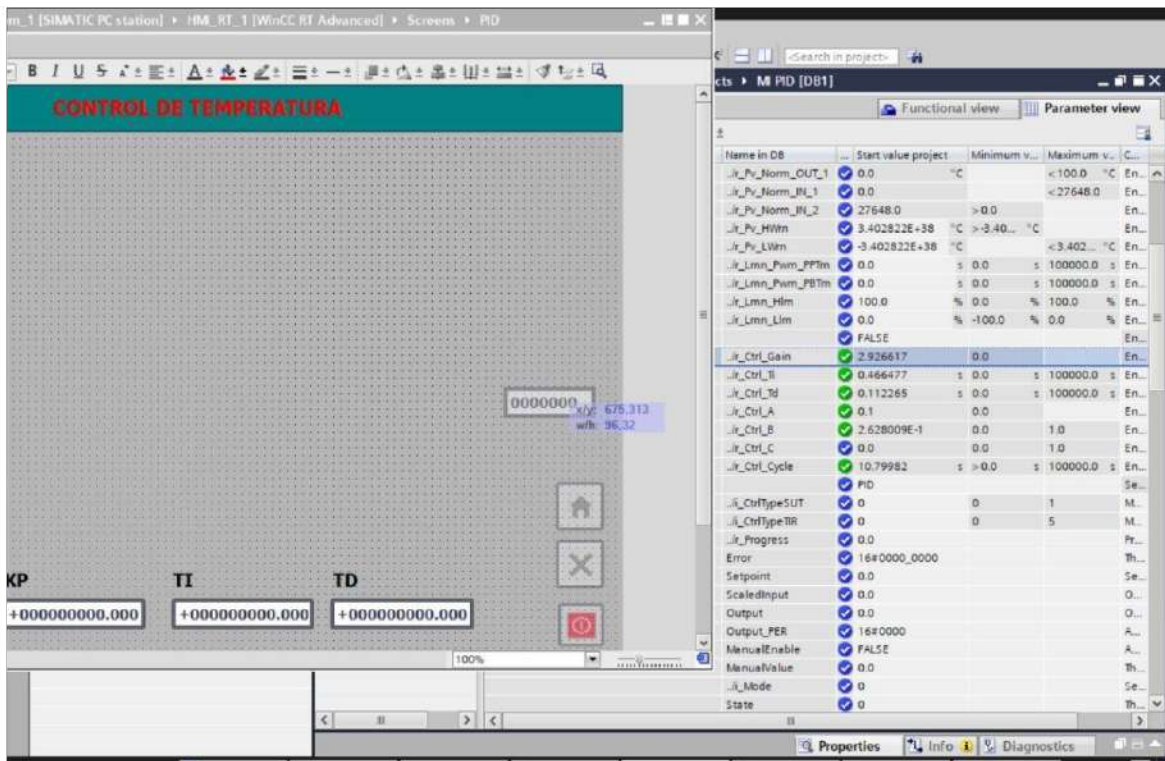 m_1 [SIMATIC PC station] ▸ HMI_RT_1 [WinCC RT Advanced] ▸ Screens ▸ PID
B I U S A
CONTROL DE TEMPERATURA
0000000
x/y: 675,313
w/h: 96,32
KP TI TD
+000000000.000 +000000000.000 +000000000.000
100%
<Search in project>
cts ▸ MI PID [DB1]
Functional view Parameter view
Name in DB ... Start value project Minimum v... Maximum v... C...
../r_Pv_Norm_OUT_1 0.0 °C <100.0 °C En...
../r_Pv_Norm_IN_1 0.0 <27648.0 En...
../r_Pv_Norm_IN_2 27648.0 >0.0 En...
../r_Pv_HWrn 3.402822E+38 °C >-3.40... °C En...
../r_Pv_LWrn -3.402822E+38 °C <3.402... °C En...
../r_Lmn_Pwm_PPTm 0.0 s 0.0 s 100000.0 s En...
../r_Lmn_Pwm_PBTm 0.0 s 0.0 s 100000.0 s En...
../r_Lmn_Hlm 100.0 % 0.0 % 100.0 % En...
../r_Lmn_Llm 0.0 % -100.0 % 0.0 % En...
FALSE En...
../r_Ctrl_Gain 2.926617 0.0 En...
../r_Ctrl_Ti 0.466477 s 0.0 s 100000.0 s En...
../r_Ctrl_Td 0.112265 s 0.0 s 100000.0 s En...
../r_Ctrl_A 0.1 0.0 En...
../r_Ctrl_B 2.628009E-1 0.0 1.0 En...
../r_Ctrl_C 0.0 0.0 1.0 En...
../r_Ctrl_Cycle 10.79982 s >0.0 s 100000.0 s En...
PID Se...
../i_CtrlTypeSUT 0 0 1 M...
../i_CtrlTypeTIR 0 0 5 M...
../r_Progress 0.0 Pr...
Error 16#0000_0000 Th...
Setpoint 0.0 Se...
ScaledInput 0.0 O...
Output 0.0 O...
Output_PER 16#0000 A...
ManualEnable FALSE A...
ManualValue 0.0 Th...
../i_Mode 0 Se...
State 0 Th...
Properties Info Diagnostics